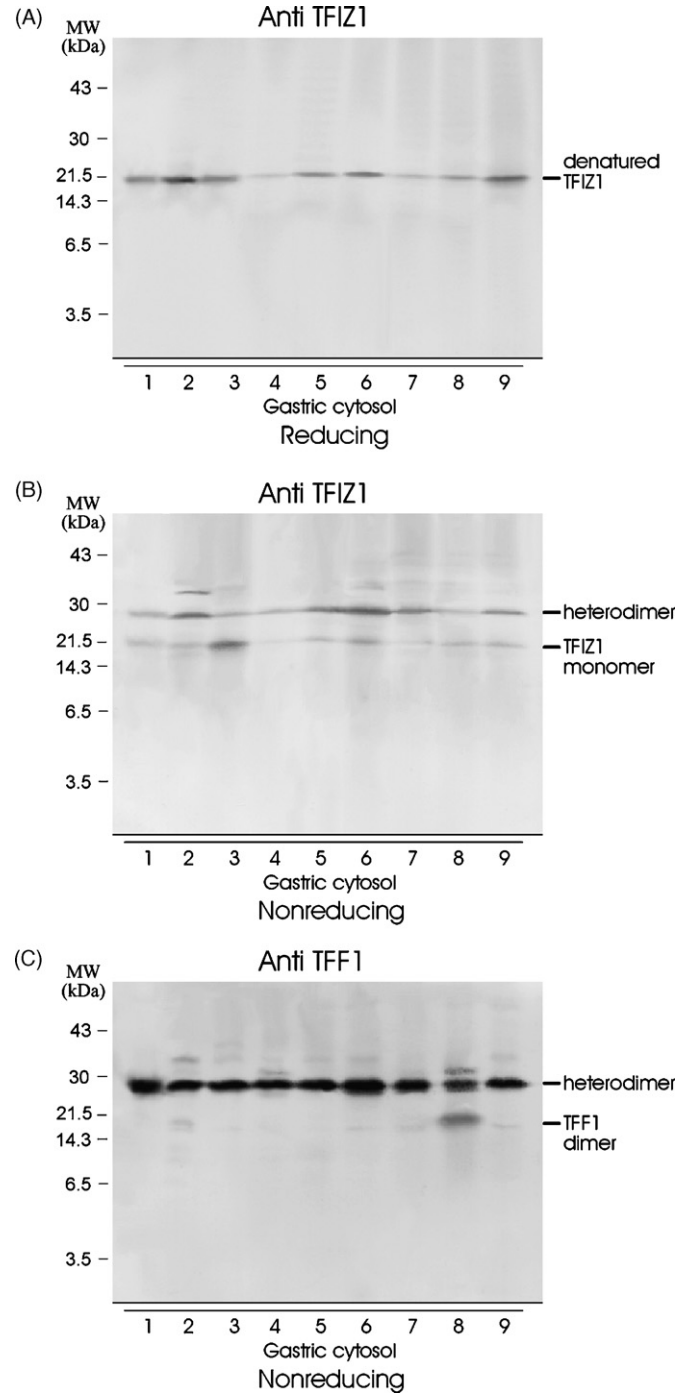 (A)
Anti TFIZ1
MW
(kDa)
43 –
30 –
21.5 –
14.3 –
6.5 –
3.5 –
denatured
TFIZ1
1 2 3 4 5 6 7 8 9
Gastric cytosol
Reducing
(B)
Anti TFIZ1
MW
(kDa)
43 –
30 –
21.5 –
14.3 –
6.5 –
3.5 –
heterodimer
TFIZ1
monomer
1 2 3 4 5 6 7 8 9
Gastric cytosol
Nonreducing
(C)
Anti TFF1
MW
(kDa)
43 –
30 –
21.5 –
14.3 –
6.5 –
3.5 –
heterodimer
TFF1
dimer
1 2 3 4 5 6 7 8 9
Gastric cytosol
Nonreducing